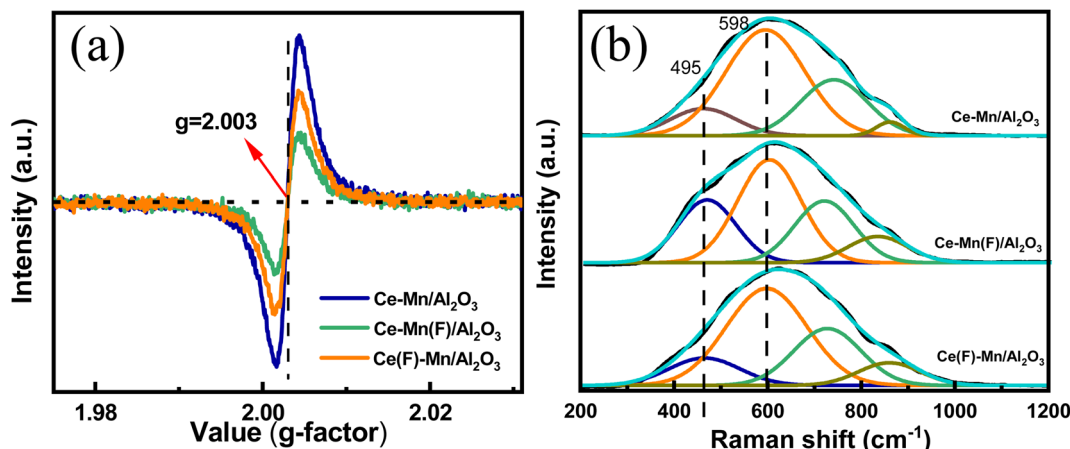 (a)
g=2.003
Intensity (a.u.)
Ce-Mn/Al₂O₃
Ce-Mn(F)/Al₂O₃
Ce(F)-Mn/Al₂O₃
1.98
2.00
2.02
Value (g-factor)
(b)
598
495
Intensity (a.u.)
Ce-Mn/Al₂O₃
Ce-Mn(F)/Al₂O₃
Ce(F)-Mn/Al₂O₃
200
400
600
800
1000
1200
Raman shift (cm⁻¹)